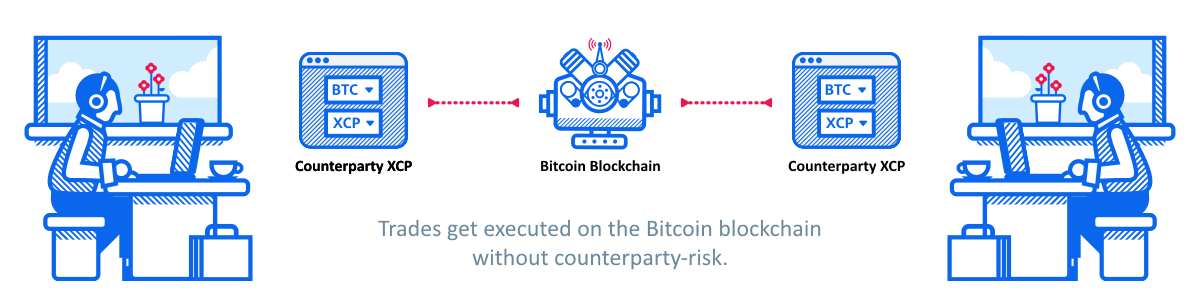 BTC
XCP
Counterparty XCP
Bitcoin Blockchain
BTC
XCP
Counterparty XCP
Trades get executed on the Bitcoin blockchain
without counterparty-risk.